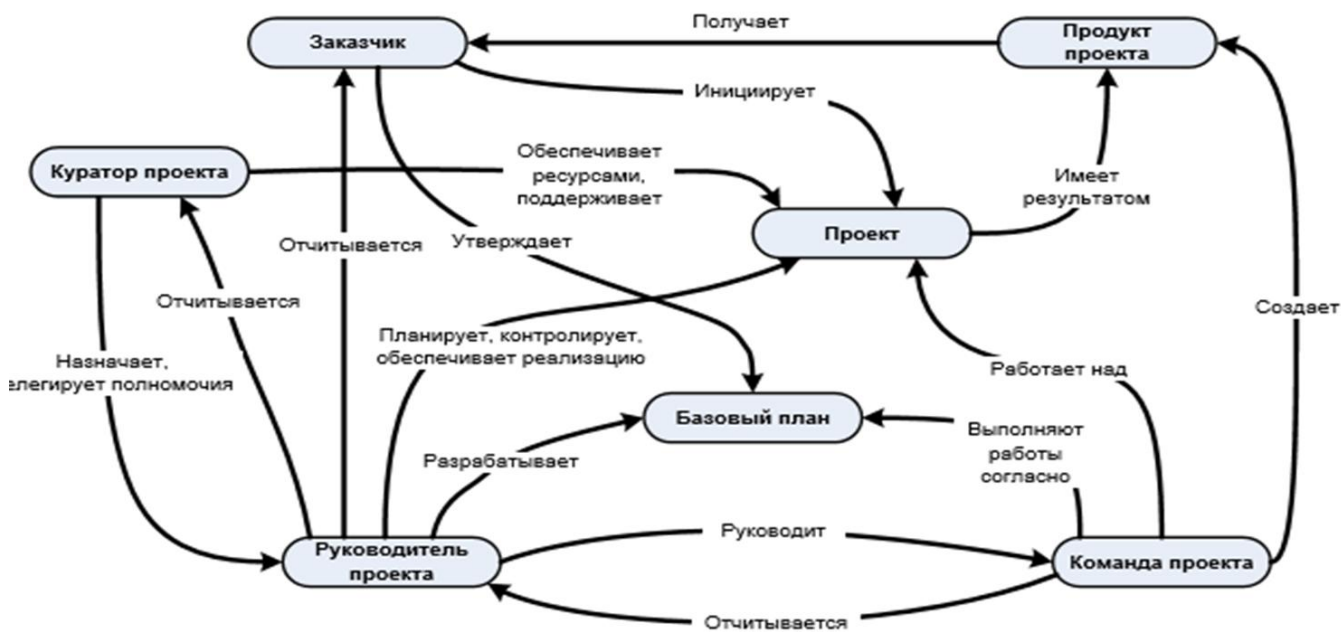 Получает
Заказчик
Продукт
проекта
Инициирует
Куратор проекта
Обеспечивает
ресурсами,
поддерживает
Имеет
результатом
Проект
Отчитывается
Утверждает
Отчитывается
Создает
Планирует, контролирует,
обеспечивает реализацию
Назначает,
елегирует полномочия
Работает над
Базовый план
Выполняют
работы
согласно
Разрабатывает
Руководитель
проекта
Руководит
Команда проекта
Отчитывается